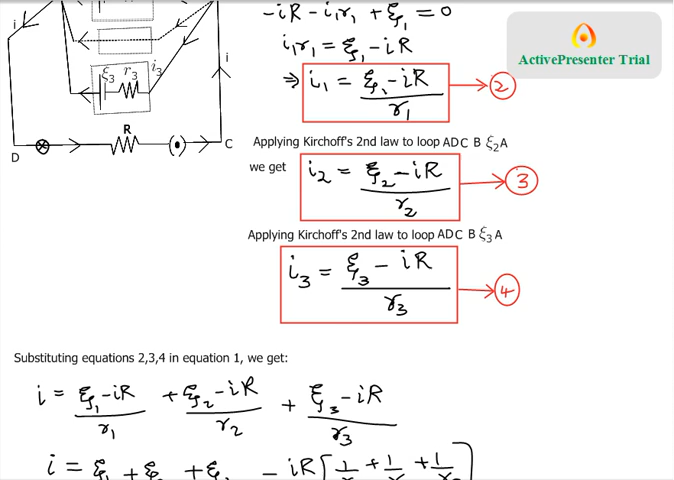 -iR - i₁r₁ + ξ₁ = 0
i₁r₁ = ξ₁ - iR
⇒ i₁ = (ξ₁ - iR)/r₁ → 2
ActivePresenter Trial
i
ξ₃ r₃ i₃
i
R
D
C
Applying Kirchoff's 2nd law to loop ADC B ξ₂A
we get i₂ = (ξ₂ - iR)/r₂ → 3
Applying Kirchoff's 2nd law to loop ADC B ξ₃A
i₃ = (ξ₃ - iR)/r₃ → 4
Substituting equations 2,3,4 in equation 1, we get:
i = (ξ₁ - iR)/r₁ + (ξ₂ - iR)/r₂ + (ξ₃ - iR)/r₃